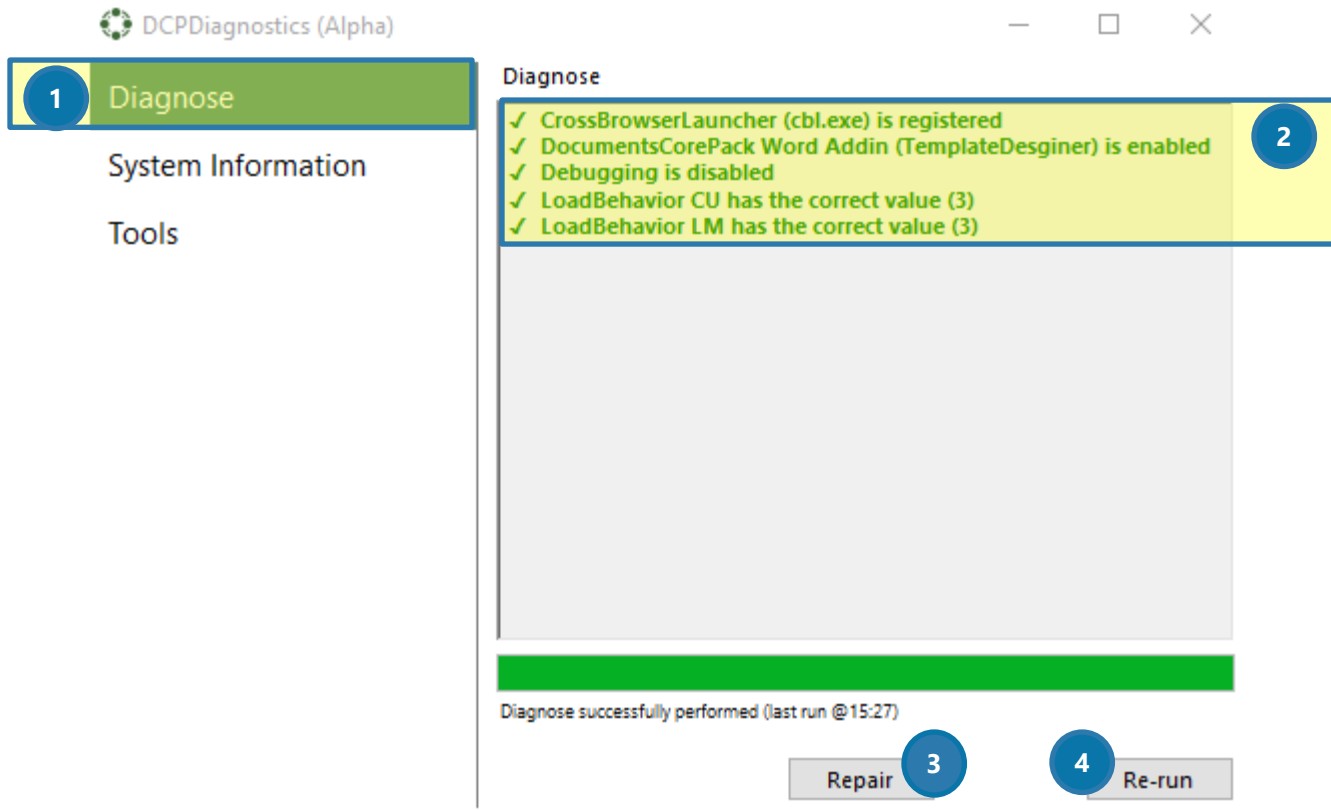 DCPDiagnostics (Alpha)
1
Diagnose
System Information
Tools
Diagnose
✓ CrossBrowserLauncher (cbl.exe) is registered
✓ DocumentsCorePack Word Addin (TemplateDesginer) is enabled
✓ Debugging is disabled
✓ LoadBehavior CU has the correct value (3)
✓ LoadBehavior LM has the correct value (3)
2
Diagnose successfully performed (last run @15:27)
Repair 3
4 Re-run